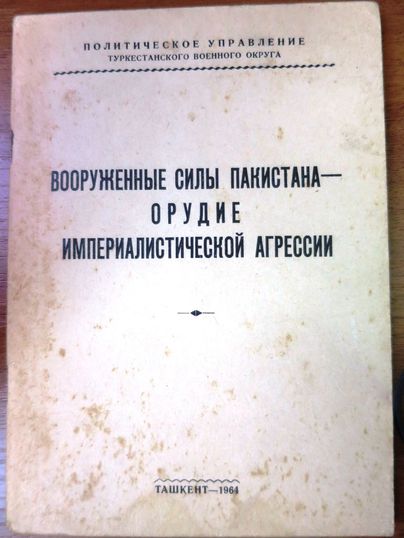 ПОЛИТИЧЕСКОЕ УПРАВЛЕНИЕ
ТУРКЕСТАНСКОГО ВОЕННОГО ОКРУГА
ВООРУЖЕННЫЕ СИЛЫ ПАКИСТАНА—
ОРУДИЕ
ИМПЕРИАЛИСТИЧЕСКОЙ АГРЕССИИ
ТАШКЕНТ—1964